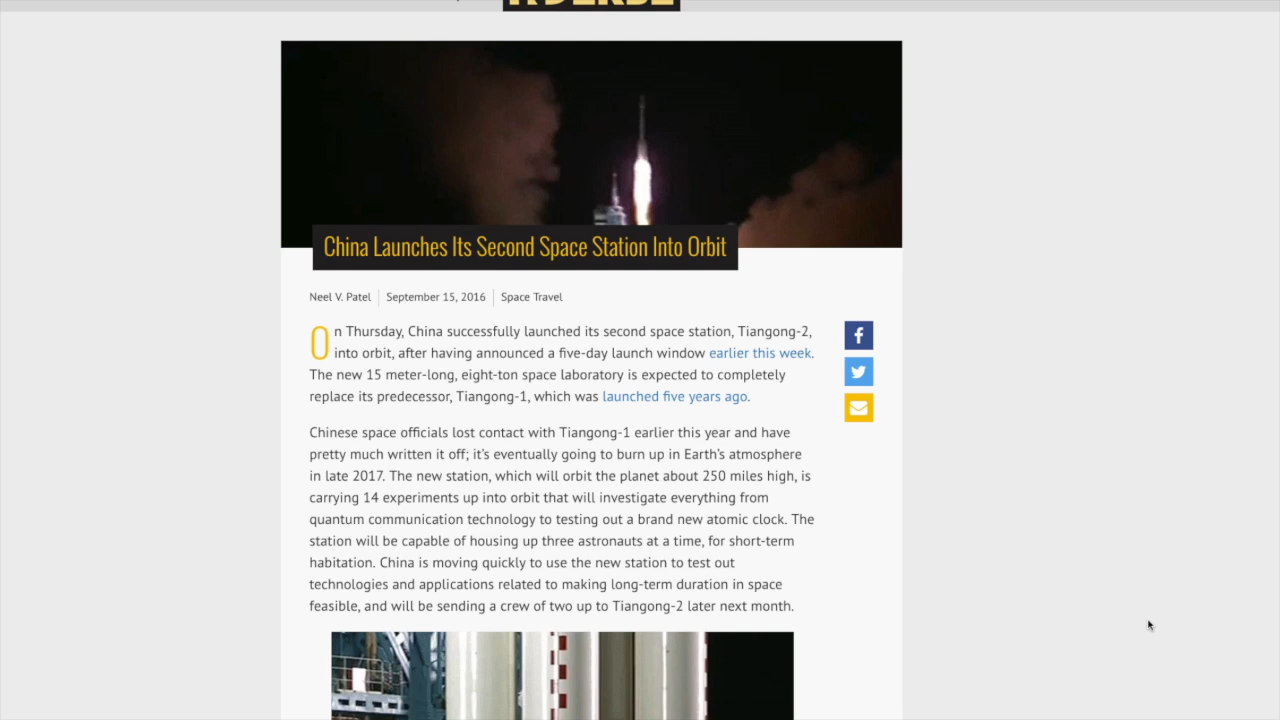 China Launches Its Second Space Station Into Orbit
Neel V. Patel
September 15, 2016
Space Travel
On Thursday, China successfully launched its second space station, Tiangong-2,
into orbit, after having announced a five-day launch window earlier this week.
The new 15 meter-long, eight-ton space laboratory is expected to completely
replace its predecessor, Tiangong-1, which was launched five years ago.
Chinese space officials lost contact with Tiangong-1 earlier this year and have
pretty much written it off; it's eventually going to burn up in Earth's atmosphere
in late 2017. The new station, which will orbit the planet about 250 miles high, is
carrying 14 experiments up into orbit that will investigate everything from
quantum communication technology to testing out a brand new atomic clock. The
station will be capable of housing up three astronauts at a time, for short-term
habitation. China is moving quickly to use the new station to test out
technologies and applications related to making long-term duration in space
feasible, and will be sending a crew of two up to Tiangong-2 later next month.